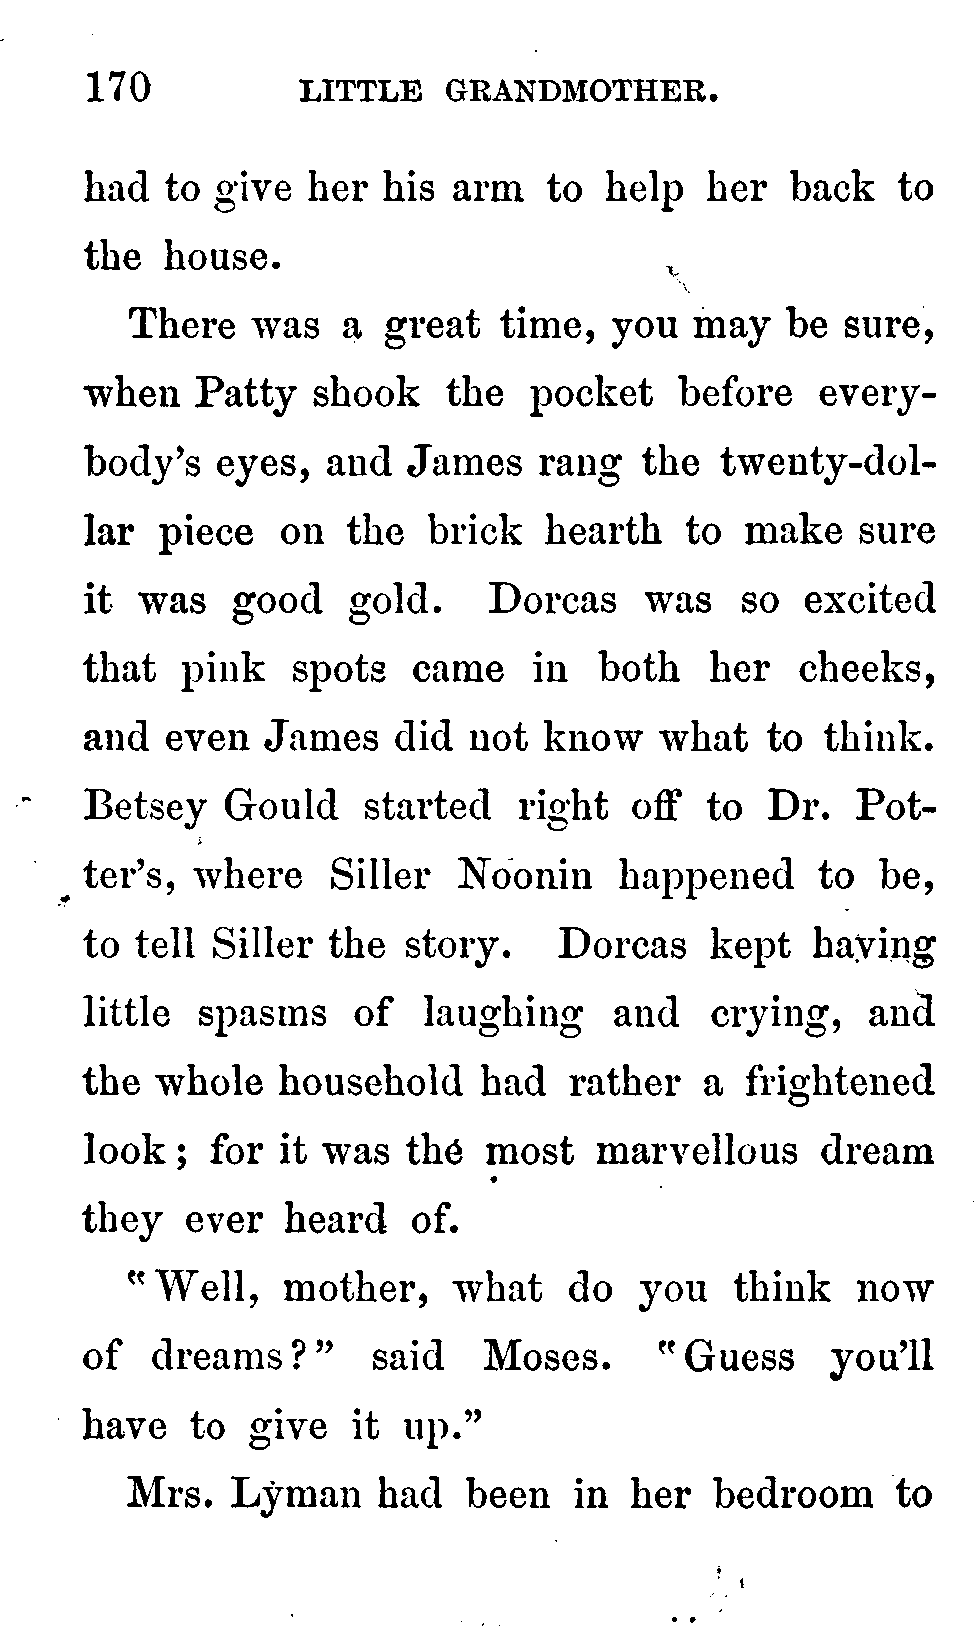 170 LITTLE GRANDMOTHER.
had to give her his arm to help her back to
the house.
There was a great time, you may be sure,
when Patty shook the pocket before every-
body's eyes, and James rang the twenty-dol-
lar piece on the brick hearth to make sure
it was good gold. Dorcas was so excited
that pink spots came in both her cheeks,
and even James did not know what to think.
Betsey Gould started right off to Dr. Pot-
ter's, where Siller Noonin happened to be,
to tell Siller the story. Dorcas kept having
little spasms of laughing and crying, and
the whole household had rather a frightened
look; for it was the most marvellous dream
they ever heard of.
"Well, mother, what do you think now
of dreams?" said Moses. "Guess you'll
have to give it up."
Mrs. Lyman had been in her bedroom to